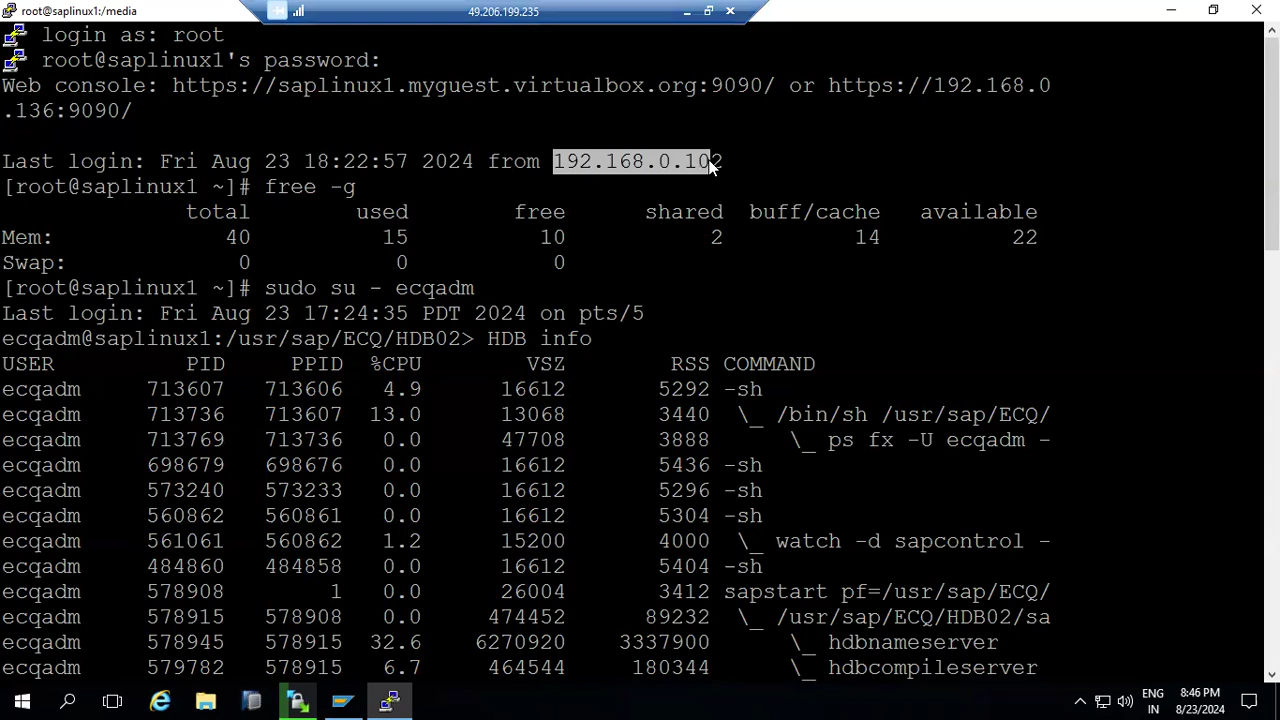 root@saplinux1:/media
49.206.199.235
login as: root
root@saplinux1's password:
Web console: https://saplinux1.myguest.virtualbox.org:9090/ or https://192.168.0
.136:9090/
Last login: Fri Aug 23 18:22:57 2024 from 192.168.0.102
[root@saplinux1 ~]# free -g
total used free shared buff/cache available
Mem: 40 15 10 2 14 22
Swap: 0 0 0
[root@saplinux1 ~]# sudo su - ecqadm
Last login: Fri Aug 23 17:24:35 PDT 2024 on pts/5
ecqadm@saplinux1:/usr/sap/ECQ/HDB02> HDB info
USER PID PPID %CPU VSZ RSS COMMAND
ecqadm 713607 713606 4.9 16612 5292 -sh
ecqadm 713736 713607 13.0 13068 3440 \_ /bin/sh /usr/sap/ECQ/
ecqadm 713769 713736 0.0 47708 3888 \_ ps fx -U ecqadm -
ecqadm 698679 698676 0.0 16612 5436 -sh
ecqadm 573240 573233 0.0 16612 5296 -sh
ecqadm 560862 560861 0.0 16612 5304 -sh
ecqadm 561061 560862 1.2 15200 4000 \_ watch -d sapcontrol -
ecqadm 484860 484858 0.0 16612 5404 -sh
ecqadm 578908 1 0.0 26004 3412 sapstart pf=/usr/sap/ECQ/
ecqadm 578915 578908 0.0 474452 89232 \_ /usr/sap/ECQ/HDB02/sa
ecqadm 578945 578915 32.6 6270920 3337900 \_ hdbnameserver
ecqadm 579782 578915 6.7 464544 180344 \_ hdbcompileserver
ENG
IN
8:46 PM
8/23/2024